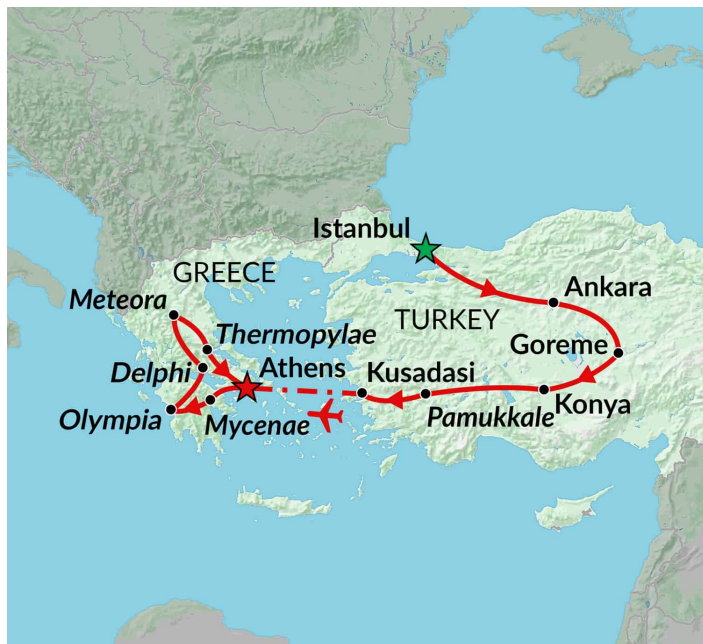 Istanbul
GREECE
Ankara
Meteora
TURKEY
Thermopylae
Goreme
Delphi
Athens
Kusadasi
Olympia
Mycenae
Pamukkale
Konya